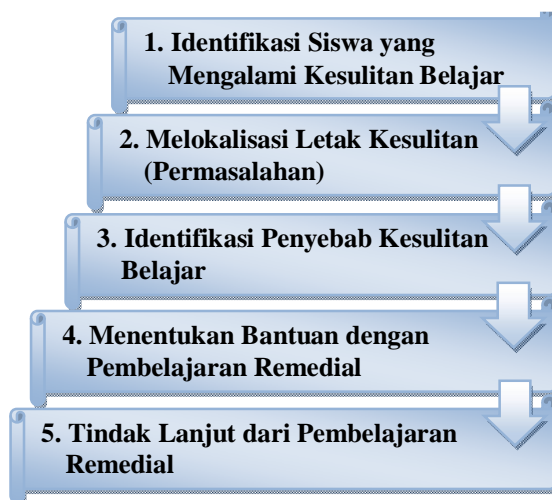 1. Identifikasi Siswa yang
Mengalami Kesulitan Belajar
2. Melokalisasi Letak Kesulitan
(Permasalahan)
3. Identifikasi Penyebab Kesulitan
Belajar
4. Menentukan Bantuan dengan
Pembelajaran Remedial
5. Tindak Lanjut dari Pembelajaran
Remedial